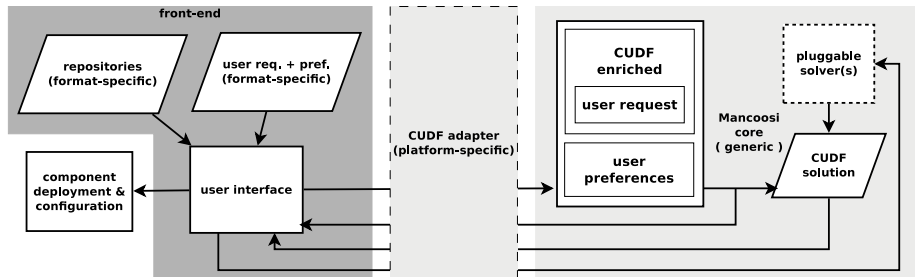 front-end
repositories
(format-specific)
user req. + pref.
(format-specific)
component
deployment &
configuration
user interface
CUDF adapter
(platform-specific)
CUDF
enriched
user request
user
preferences
Mancoosi
core
( generic )
pluggable
solver(s)
CUDF
solution